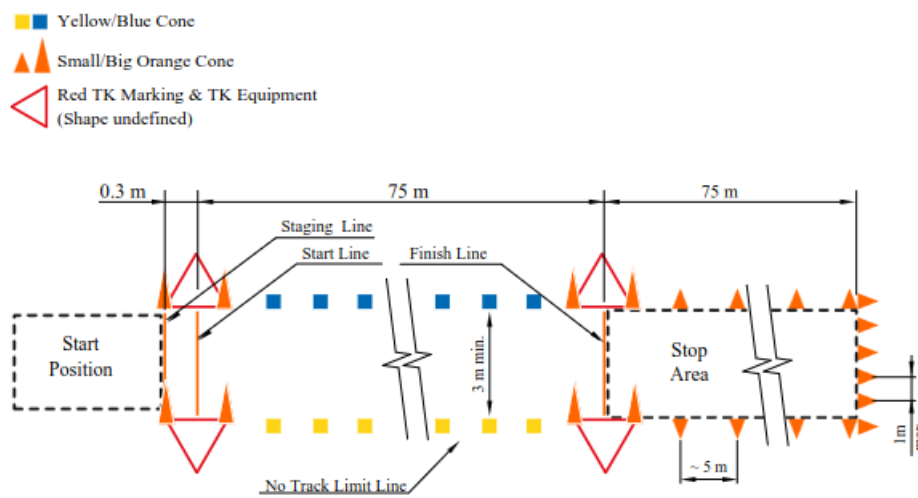 Yellow/Blue Cone
Small/Big Orange Cone
Red TK Marking & TK Equipment
(Shape undefined)
0.3 m
75 m
75 m
Staging Line
Start Line
Finish Line
Start
Position
3 m min.
Stop
Area
1m
~ 5 m
No Track Limit Line